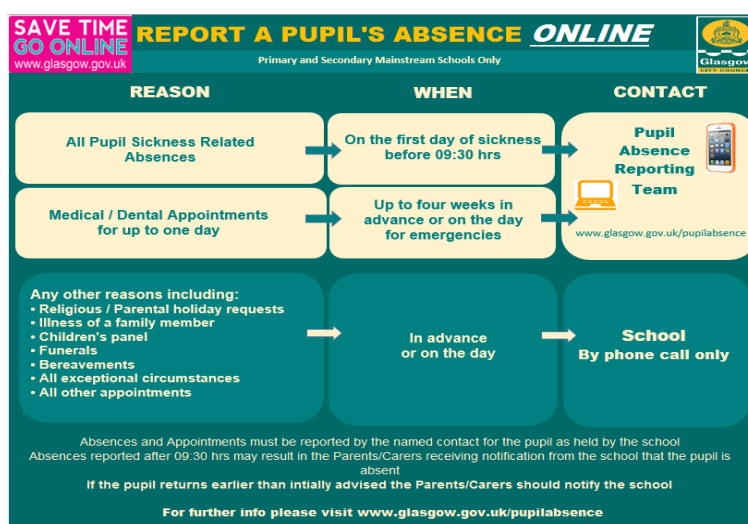 SAVE TIME
GO ONLINE
www.glasgow.gov.uk
REPORT A PUPIL'S ABSENCE ONLINE
Primary and Secondary Mainstream Schools Only
Glasgow
CITY COUNCIL
REASON
WHEN
CONTACT
All Pupil Sickness Related
Absences
On the first day of sickness
before 09:30 hrs
Pupil
Absence
Reporting
Team
www.glasgow.gov.uk/pupilabsence
Medical / Dental Appointments
for up to one day
Up to four weeks in
advance or on the day
for emergencies
Any other reasons including:
• Religious / Parental holiday requests
• Illness of a family member
• Children's panel
• Funerals
• Bereavements
• All exceptional circumstances
• All other appointments
In advance
or on the day
School
By phone call only
Absences and Appointments must be reported by the named contact for the pupil as held by the school
Absences reported after 09:30 hrs may result in the Parents/Carers receiving notification from the school that the pupil is
absent
If the pupil returns earlier than intially advised the Parents/Carers should notify the school
For further info please visit www.glasgow.gov.uk/pupilabsence